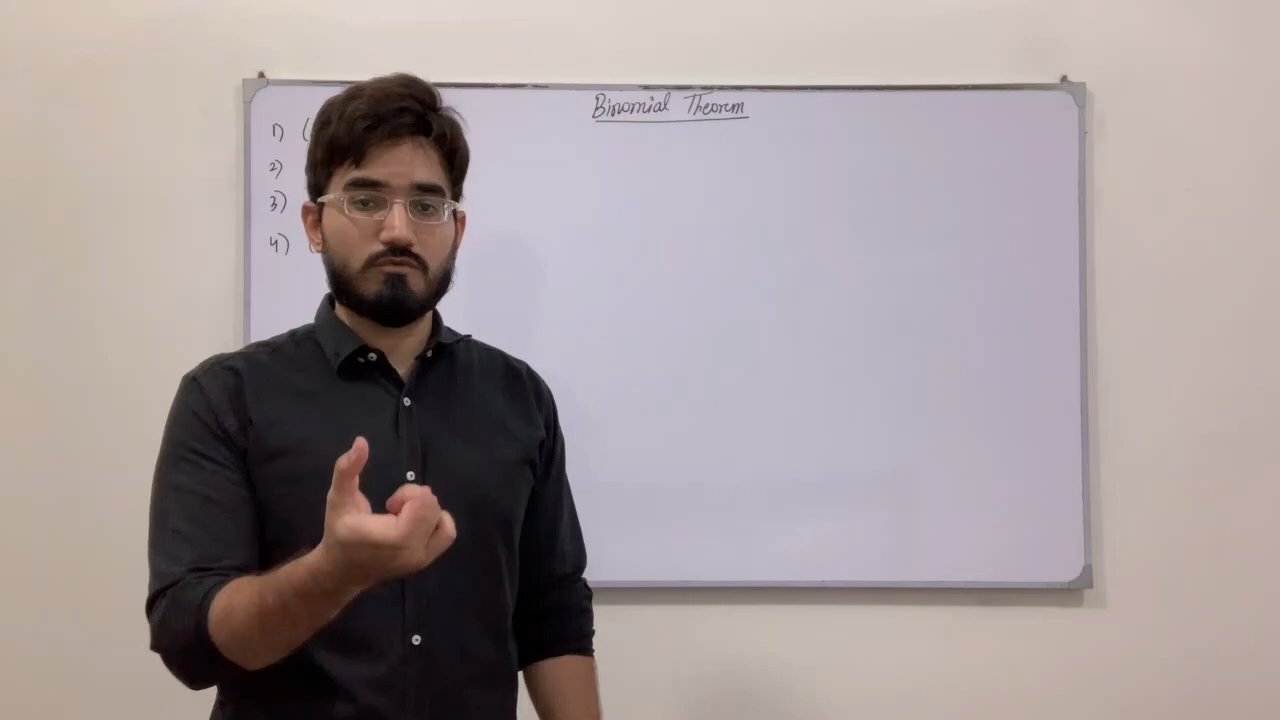 Binomial Theorem
1) (
2)
3)
4) (